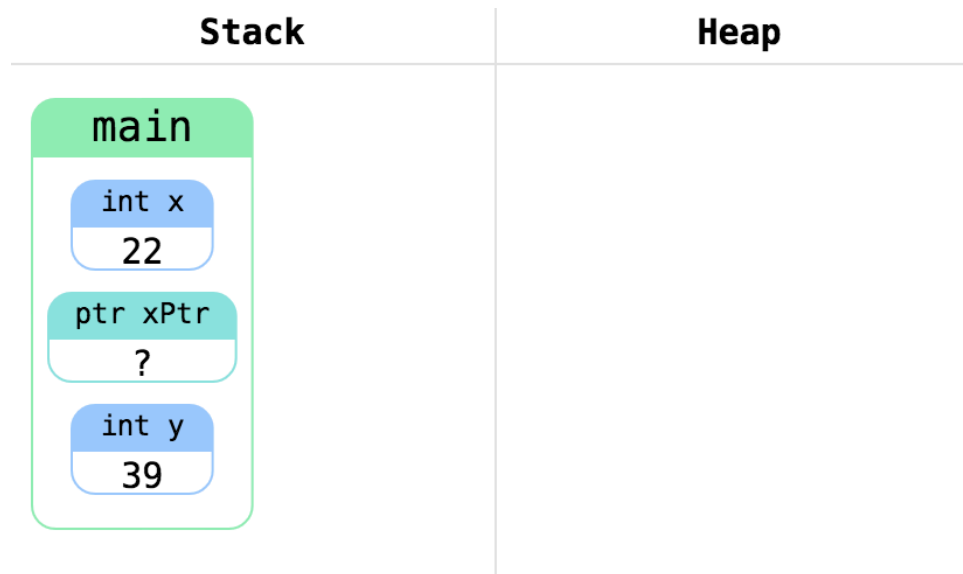 Stack
Heap
main
int x
22
ptr xPtr
?
int y
39